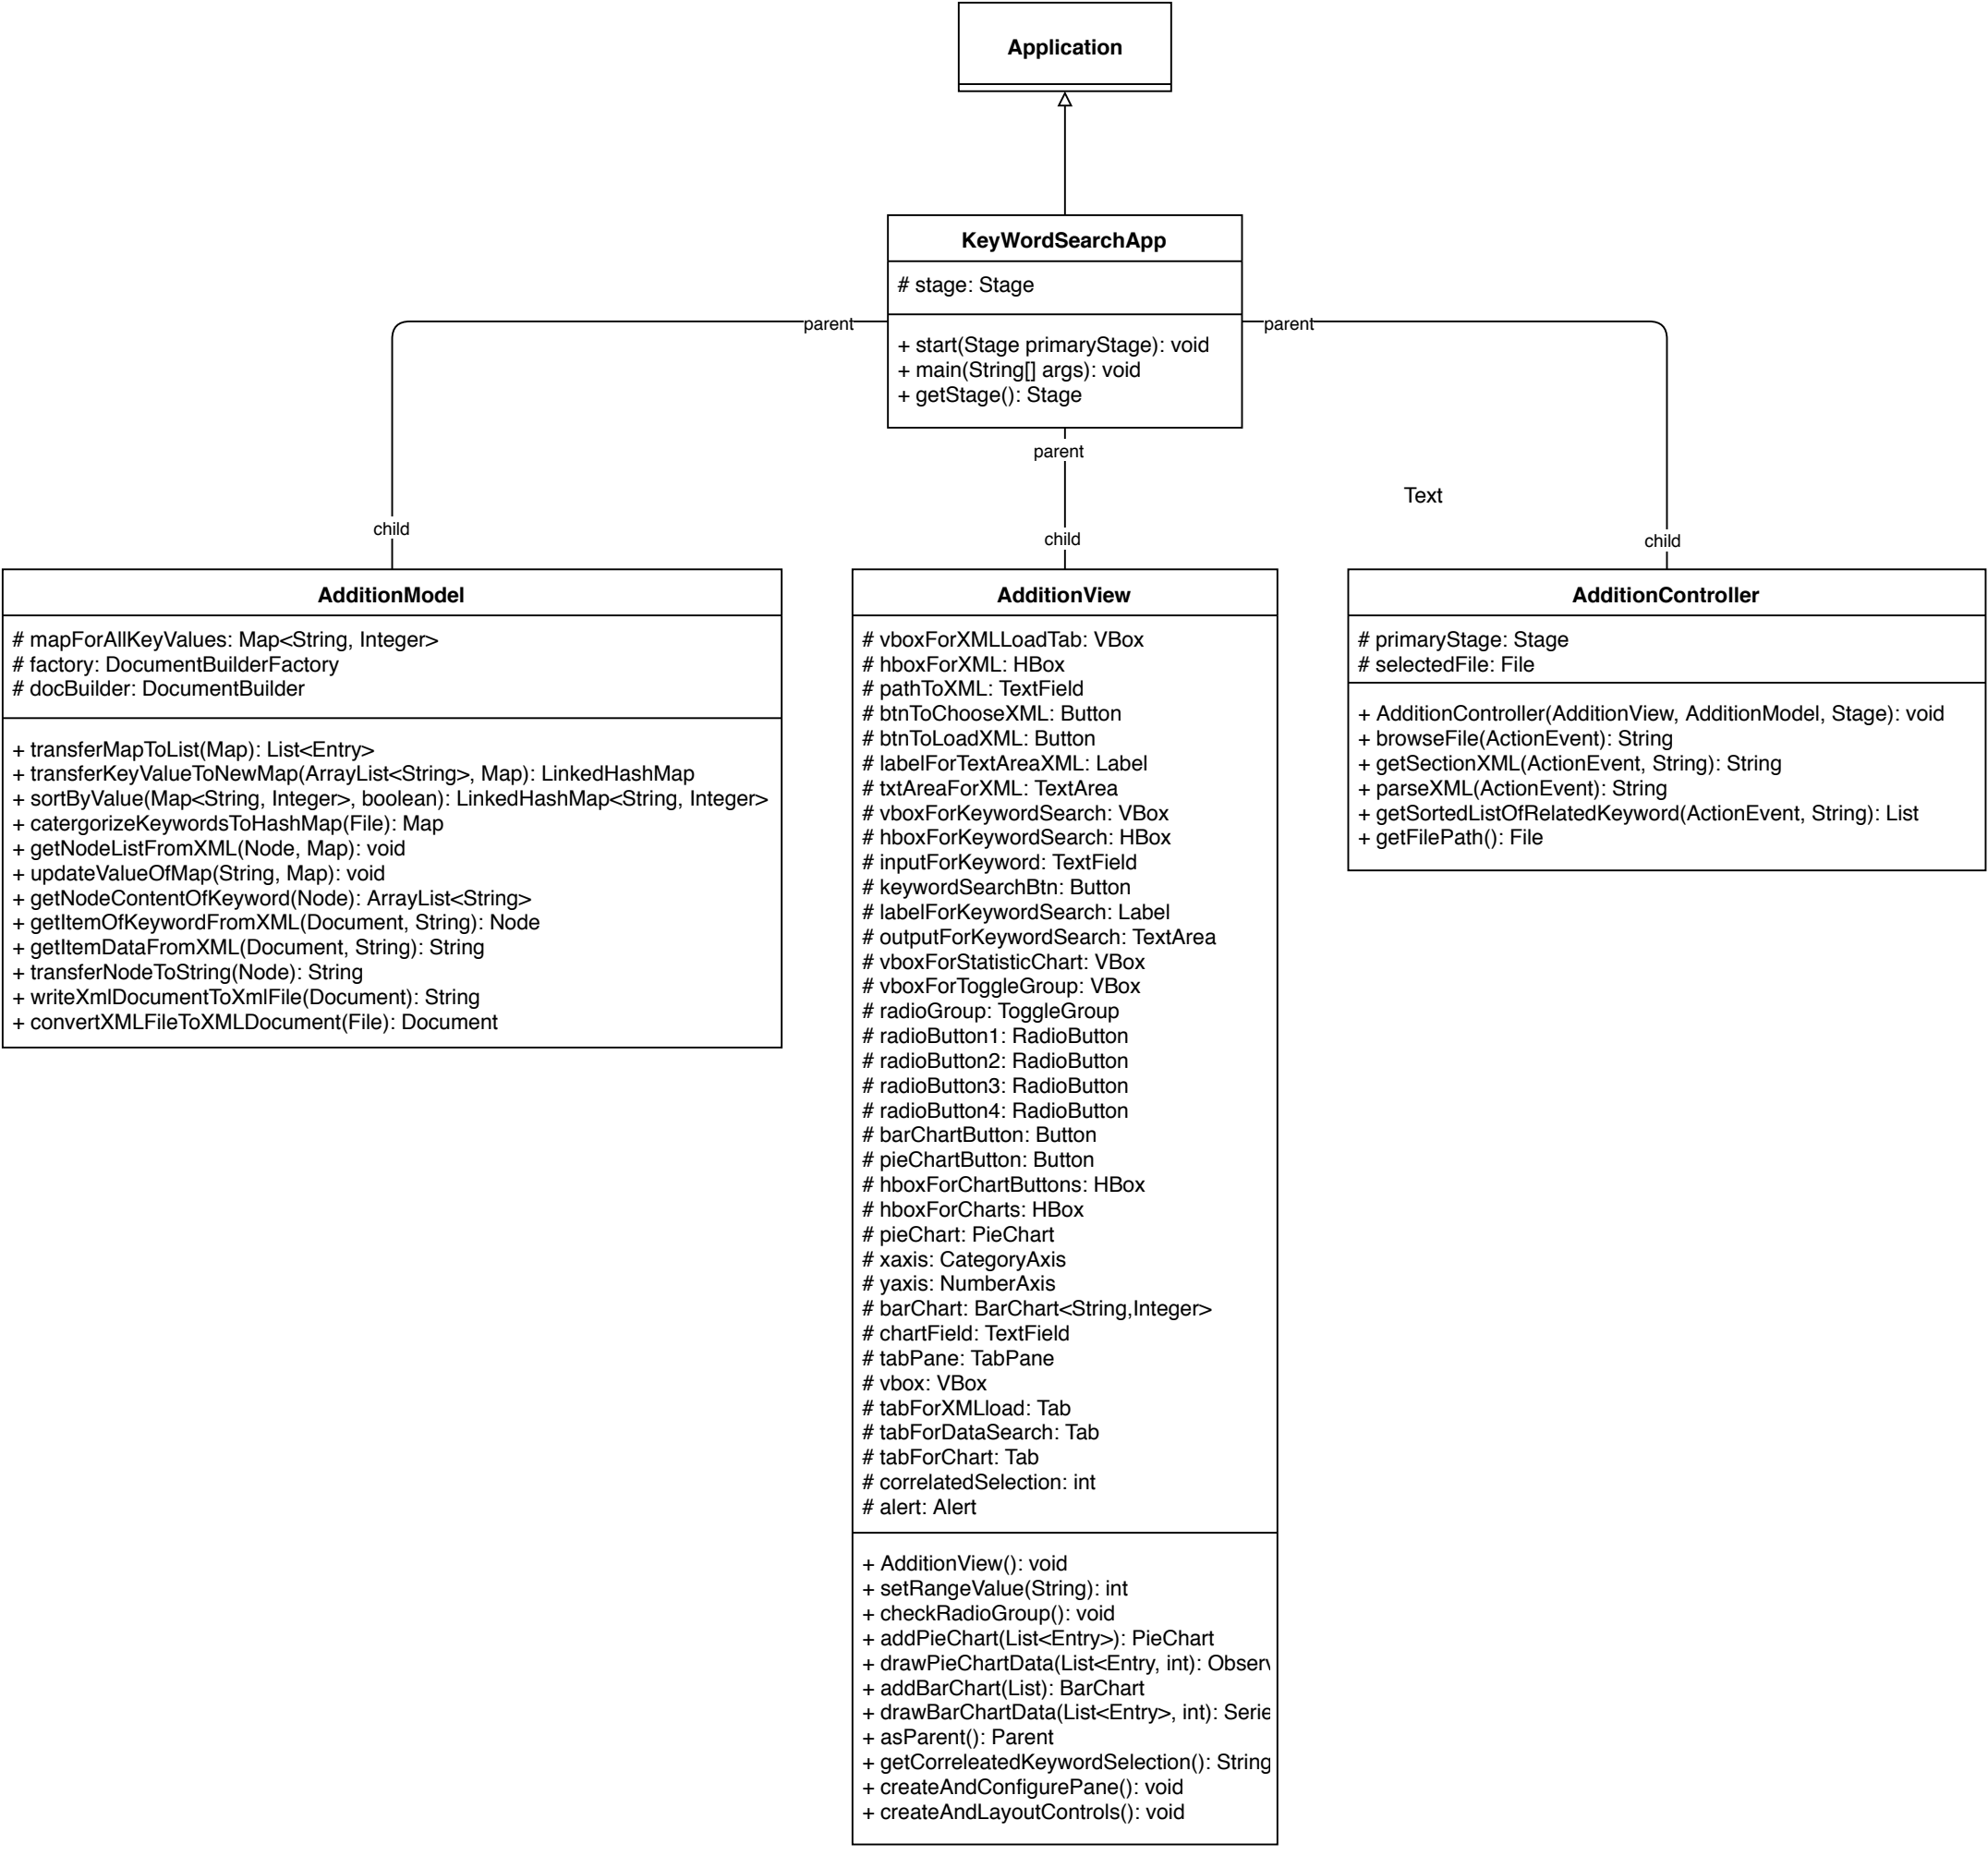 Application
KeyWordSearchApp
# stage: Stage
+ start(Stage primaryStage): void
+ main(String[] args): void
+ getStage(): Stage
parent
parent
parent
child
child
child
Text
AdditionModel
# mapForAllKeyValues: Map<String, Integer>
# factory: DocumentBuilderFactory
# docBuilder: DocumentBuilder
+ transferMapToList(Map): List<Entry>
+ transferKeyValueToNewMap(ArrayList<String>, Map): LinkedHashMap
+ sortByValue(Map<String, Integer>, boolean): LinkedHashMap<String, Integer>
+ catergorizeKeywordsToHashMap(File): Map
+ getNodeListFromXML(Node, Map): void
+ updateValueOfMap(String, Map): void
+ getNodeContentOfKeyword(Node): ArrayList<String>
+ getItemOfKeywordFromXML(Document, String): Node
+ getItemDataFromXML(Document, String): String
+ transferNodeToString(Node): String
+ writeXmlDocumentToXmlFile(Document): String
+ convertXMLFileToXMLDocument(File): Document
AdditionView
# vboxForXMLLoadTab: VBox
# hboxForXML: HBox
# pathToXML: TextField
# btnToChooseXML: Button
# btnToLoadXML: Button
# labelForTextAreaXML: Label
# txtAreaForXML: TextArea
# vboxForKeywordSearch: VBox
# hboxForKeywordSearch: HBox
# inputForKeyword: TextField
# keywordSearchBtn: Button
# labelForKeywordSearch: Label
# outputForKeywordSearch: TextArea
# vboxForStatisticChart: VBox
# vboxForToggleGroup: VBox
# radioGroup: ToggleGroup
# radioButton1: RadioButton
# radioButton2: RadioButton
# radioButton3: RadioButton
# radioButton4: RadioButton
# barChartButton: Button
# pieChartButton: Button
# hboxForChartButtons: HBox
# hboxForCharts: HBox
# pieChart: PieChart
# xaxis: CategoryAxis
# yaxis: NumberAxis
# barChart: BarChart<String,Integer>
# chartField: TextField
# tabPane: TabPane
# vbox: VBox
# tabForXMLload: Tab
# tabForDataSearch: Tab
# tabForChart: Tab
# correlatedSelection: int
# alert: Alert
+ AdditionView(): void
+ setRangeValue(String): int
+ checkRadioGroup(): void
+ addPieChart(List<Entry>): PieChart
+ drawPieChartData(List<Entry, int): Obser
+ addBarChart(List): BarChart
+ drawBarChartData(List<Entry>, int): Serie
+ asParent(): Parent
+ getCorreleatedKeywordSelection(): String
+ createAndConfigurePane(): void
+ createAndLayoutControls(): void
AdditionController
# primaryStage: Stage
# selectedFile: File
+ AdditionController(AdditionView, AdditionModel, Stage): void
+ browseFile(ActionEvent): String
+ getSectionXML(ActionEvent, String): String
+ parseXML(ActionEvent): String
+ getSortedListOfRelatedKeyword(ActionEvent, String): List
+ getFilePath(): File